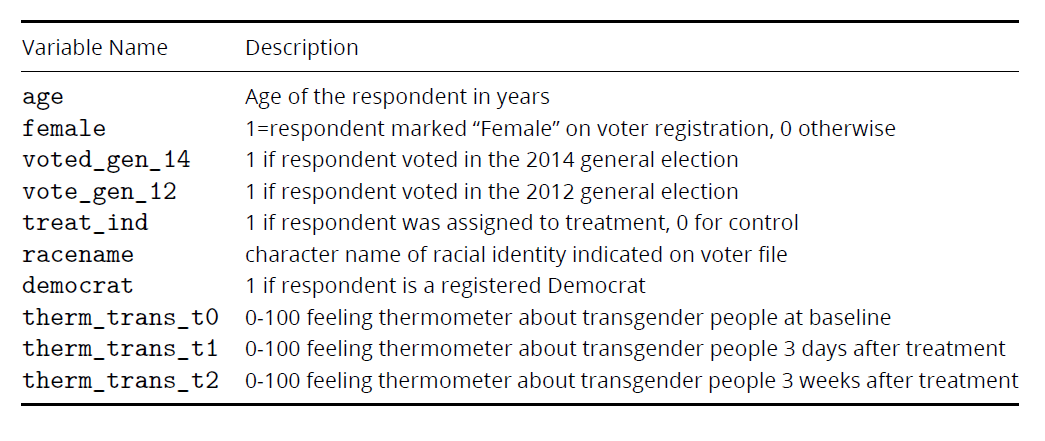 Variable Name Description
age Age of the respondent in years
female 1=respondent marked “Female” on voter registration, 0 otherwise
voted_gen_14 1 if respondent voted in the 2014 general election
vote_gen_12 1 if respondent voted in the 2012 general election
treat_ind 1 if respondent was assigned to treatment, 0 for control
racename character name of racial identity indicated on voter file
democrat 1 if respondent is a registered Democrat
therm_trans_t0 0-100 feeling thermometer about transgender people at baseline
therm_trans_t1 0-100 feeling thermometer about transgender people 3 days after treatment
therm_trans_t2 0-100 feeling thermometer about transgender people 3 weeks after treatment